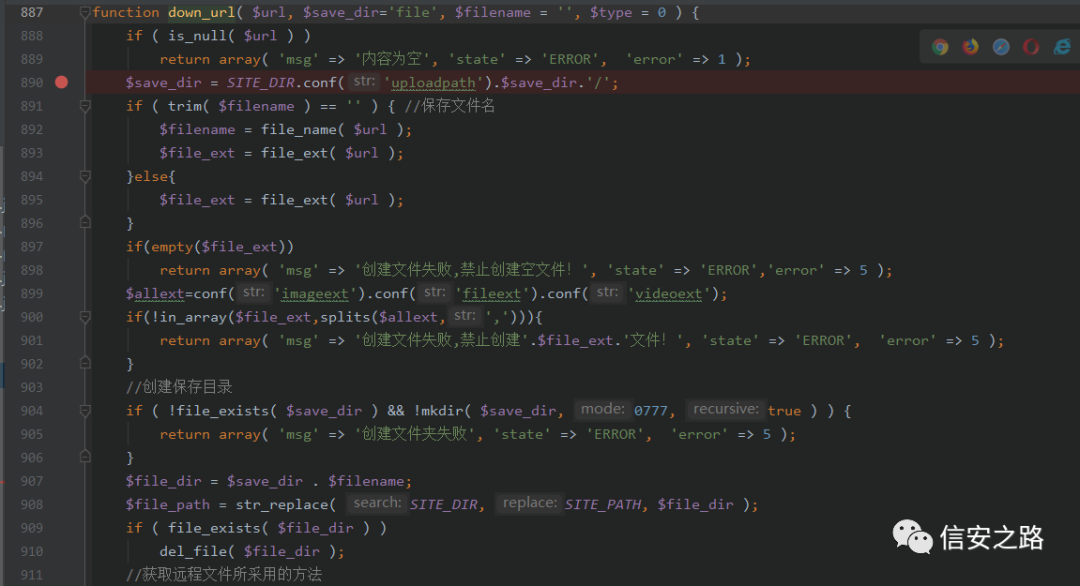 887 function down_url( $url, $save_dir='file', $filename = '', $type = 0 ) {
888 if ( is_null( $url ) )
889 return array( 'msg' => '内容为空', 'state' => 'ERROR', 'error' => 1 );
890 $save_dir = SITE_DIR.conf( str: 'uploadpath').$save_dir.'/';
891 if ( trim( $filename ) == '' ) { //保存文件名
892 $filename = file_name( $url );
893 $file_ext = file_ext( $url );
894 }else{
895 $file_ext = file_ext( $url );
896 }
897 if(empty($file_ext))
898 return array( 'msg' => '创建文件失败,禁止创建空文件！', 'state' => 'ERROR','error' => 5 );
899 $allext=conf( str: 'imageext').conf( str: 'fileext').conf( str: 'videoext');
900 if(!in_array($file_ext,splits($allext, str: ','))){
901 return array( 'msg' => '创建文件失败,禁止创建'.$file_ext.'文件！', 'state' => 'ERROR', 'error' => 5 );
902 }
903 //创建保存目录
904 if ( !file_exists( $save_dir ) && !mkdir( $save_dir, mode: 0777, recursive: true ) ) {
905 return array( 'msg' => '创建文件夹失败', 'state' => 'ERROR', 'error' => 5 );
906 }
907 $file_dir = $save_dir . $filename;
908 $file_path = str_replace( search: SITE_DIR, replace: SITE_PATH, $file_dir );
909 if ( file_exists( $file_dir ) )
910 del_file( $file_dir );
911 //获取远程文件所采用的方法
信安之路